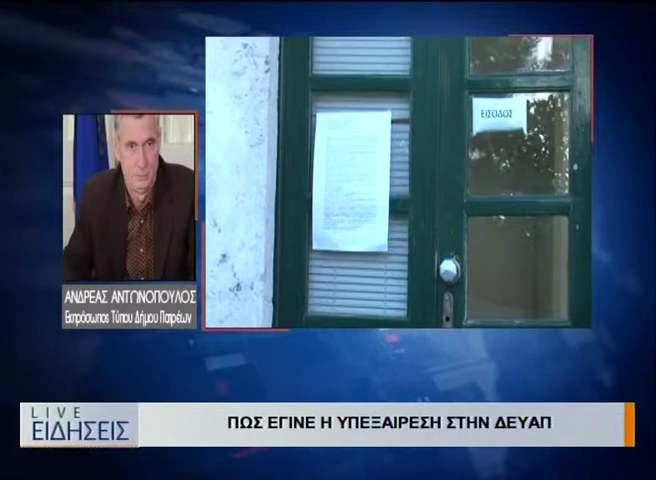 ΕΙΣΟΔΟΣ
ΑΝΔΡΕΑΣ ΑΝΤΩΝΟΠΟΥΛΟΣ
Εκπρόσωπος Τύπου Δήμου Πατρέων
LIVE
ΕΙΔΗΣΕΙΣ
ΠΩΣ ΕΓΙΝΕ Η ΥΠΕΞΑΙΡΕΣΗ ΣΤΗΝ ΔΕΥΑΠ